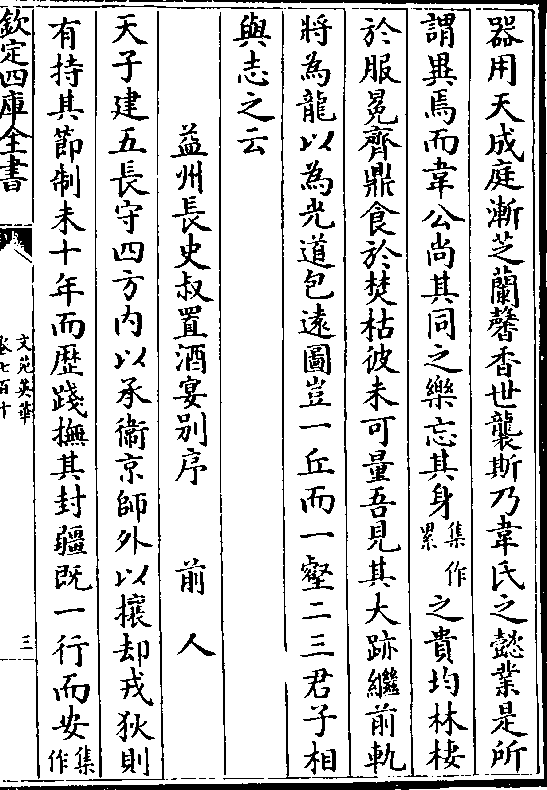 器用天成庭漸芝蘭馨香世襲斯乃韋氏之懿業是所
謂異焉而韋公尚其同之樂忘其身集作累之貴均林棲
於服冕齊鼎食於焚枯彼未可量吾見其大跡繼前軌
將為龍以為光道包遠圖豈一丘而一壑二三君子相
與志之云
益州長史叔置酒宴别序 前人
天子建五長守四方内以承衞京師外以攘却戎狄則
有持其節制未十年而歴踐撫其封疆既一行而安集作
欽定四庫全書
文苑英華
卷七百十
三